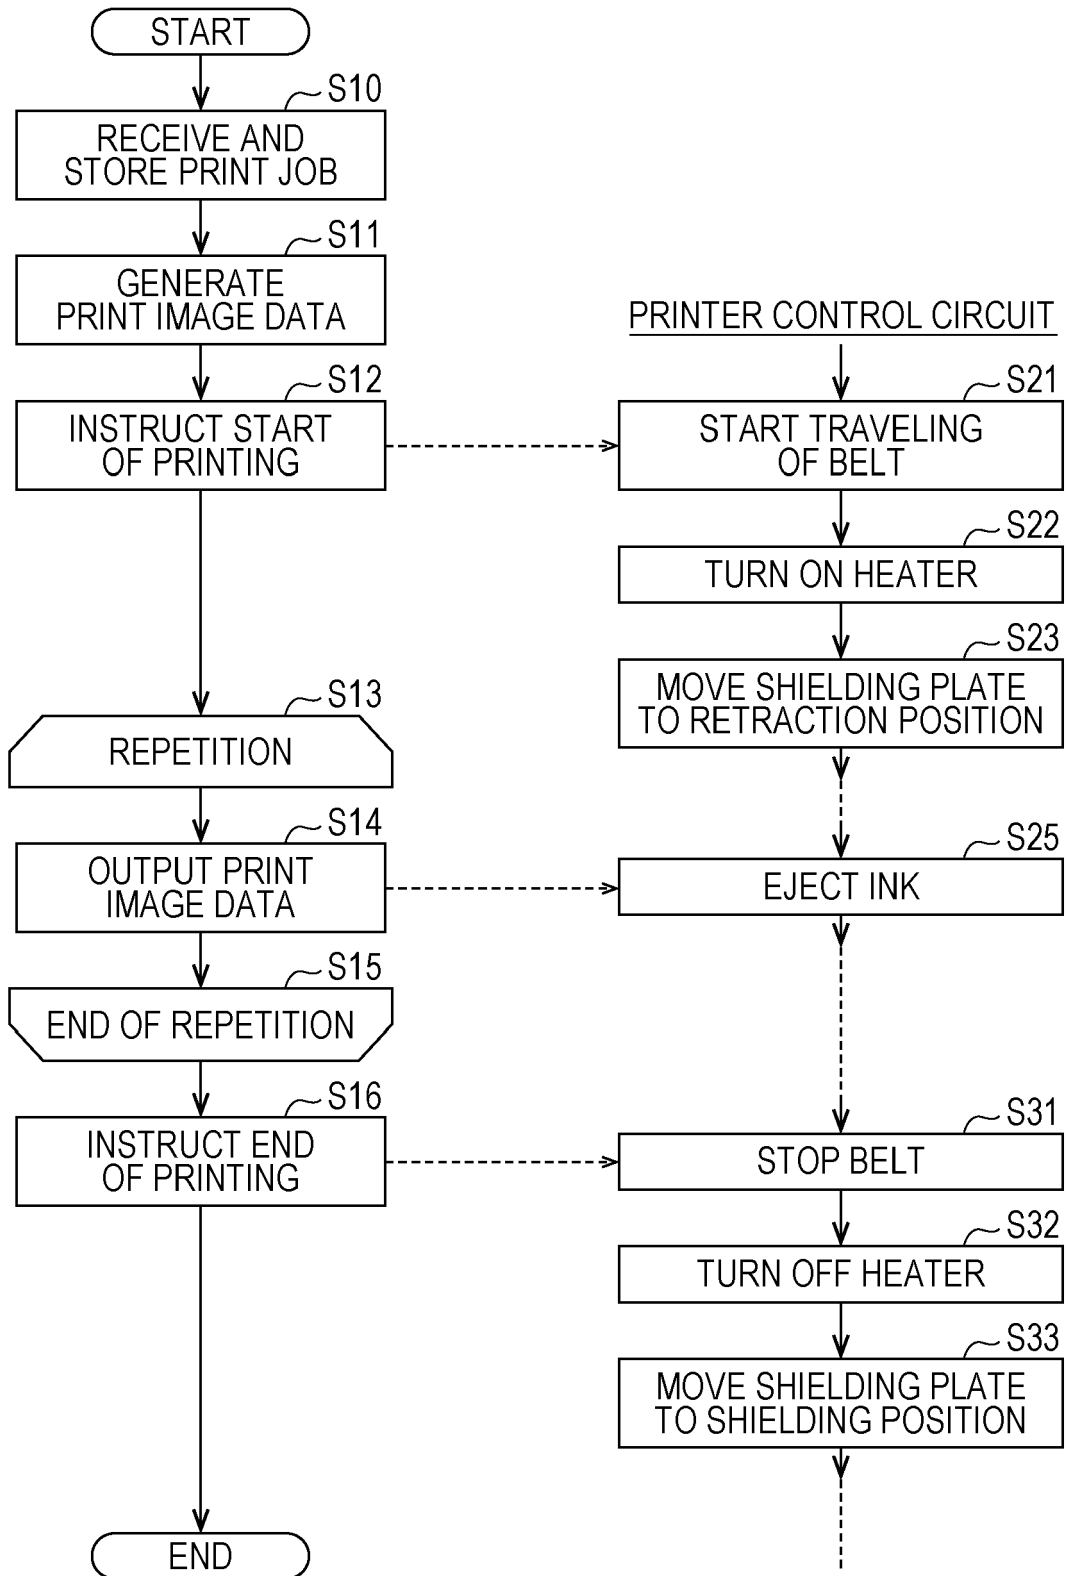 START
S10
RECEIVE AND
STORE PRINT JOB
S11
GENERATE
PRINT IMAGE DATA
S12
INSTRUCT START
OF PRINTING
S13
REPETITION
S14
OUTPUT PRINT
IMAGE DATA
S15
END OF REPETITION
S16
INSTRUCT END
OF PRINTING
END
PRINTER CONTROL CIRCUIT
S21
START TRAVELING
OF BELT
S22
TURN ON HEATER
S23
MOVE SHIELDING PLATE
TO RETRACTION POSITION
S25
EJECT INK
S31
STOP BELT
S32
TURN OFF HEATER
S33
MOVE SHIELDING PLATE
TO SHIELDING POSITION